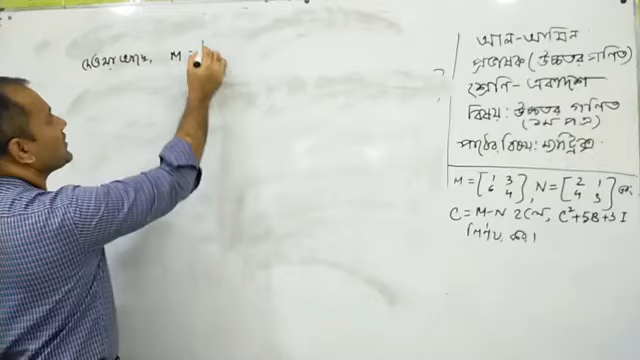 দেওয়া আছে, M =
আল-আমিন
প্রভাষক (উচ্চতর গণিত)
শ্রেণি - একাদশ
বিষয়: উচ্চতর গণিত
(১ম পত্র)
পাঠের বিষয়: ম্যাট্রিক্স
M = [1 3
6 4], N = [2 1
4 3] এবং
C = M-N হলে, C²+5B+3I
নির্ণয় কর।